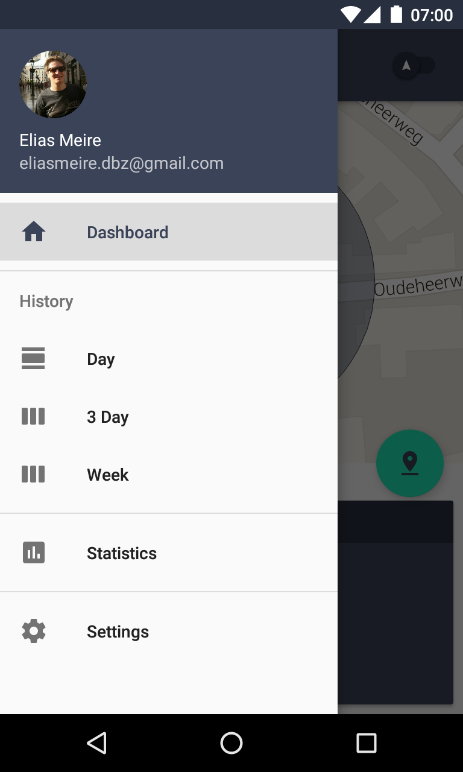 07:00
Elias Meire
eliasmeire.dbz@gmail.com
Dashboard
History
Day
3 Day
Week
Statistics
Settings
heerweg
Oudeheerw